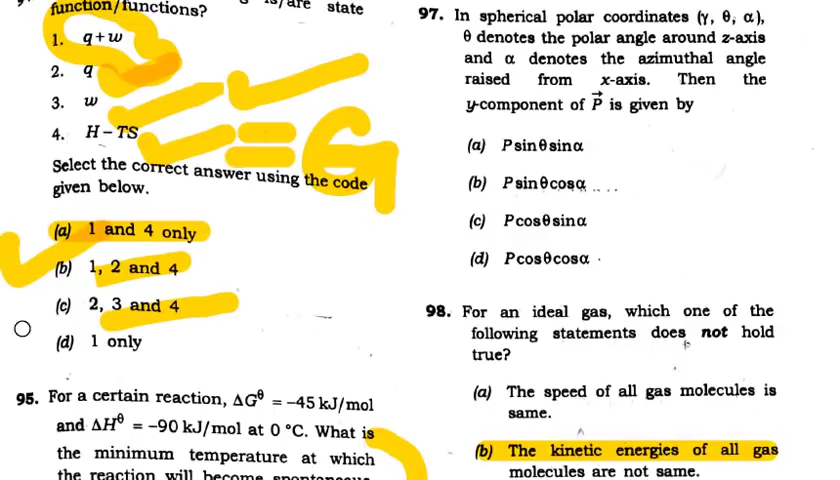 is/are state
function/functions?
1. q+w
2. q
3. w
4. H-TS
= G
Select the correct answer using the code
given below.
(a) 1 and 4 only
(b) 1, 2 and 4
(c) 2, 3 and 4
(d) 1 only
95. For a certain reaction, ΔG^θ = -45 kJ/mol
and ΔH^θ = -90 kJ/mol at 0 °C. What is
the minimum temperature at which
the reaction will become spontaneous
97. In spherical polar coordinates (γ, θ, α),
θ denotes the polar angle around z-axis
and α denotes the azimuthal angle
raised from x-axis. Then the
y-component of P⃗ is given by
(a) P sinθ sinα
(b) P sinθ cosα
(c) P cosθ sinα
(d) P cosθ cosα
98. For an ideal gas, which one of the
following statements does not hold
true?
(a) The speed of all gas molecules is
same.
(b) The kinetic energies of all gas
molecules are not same.